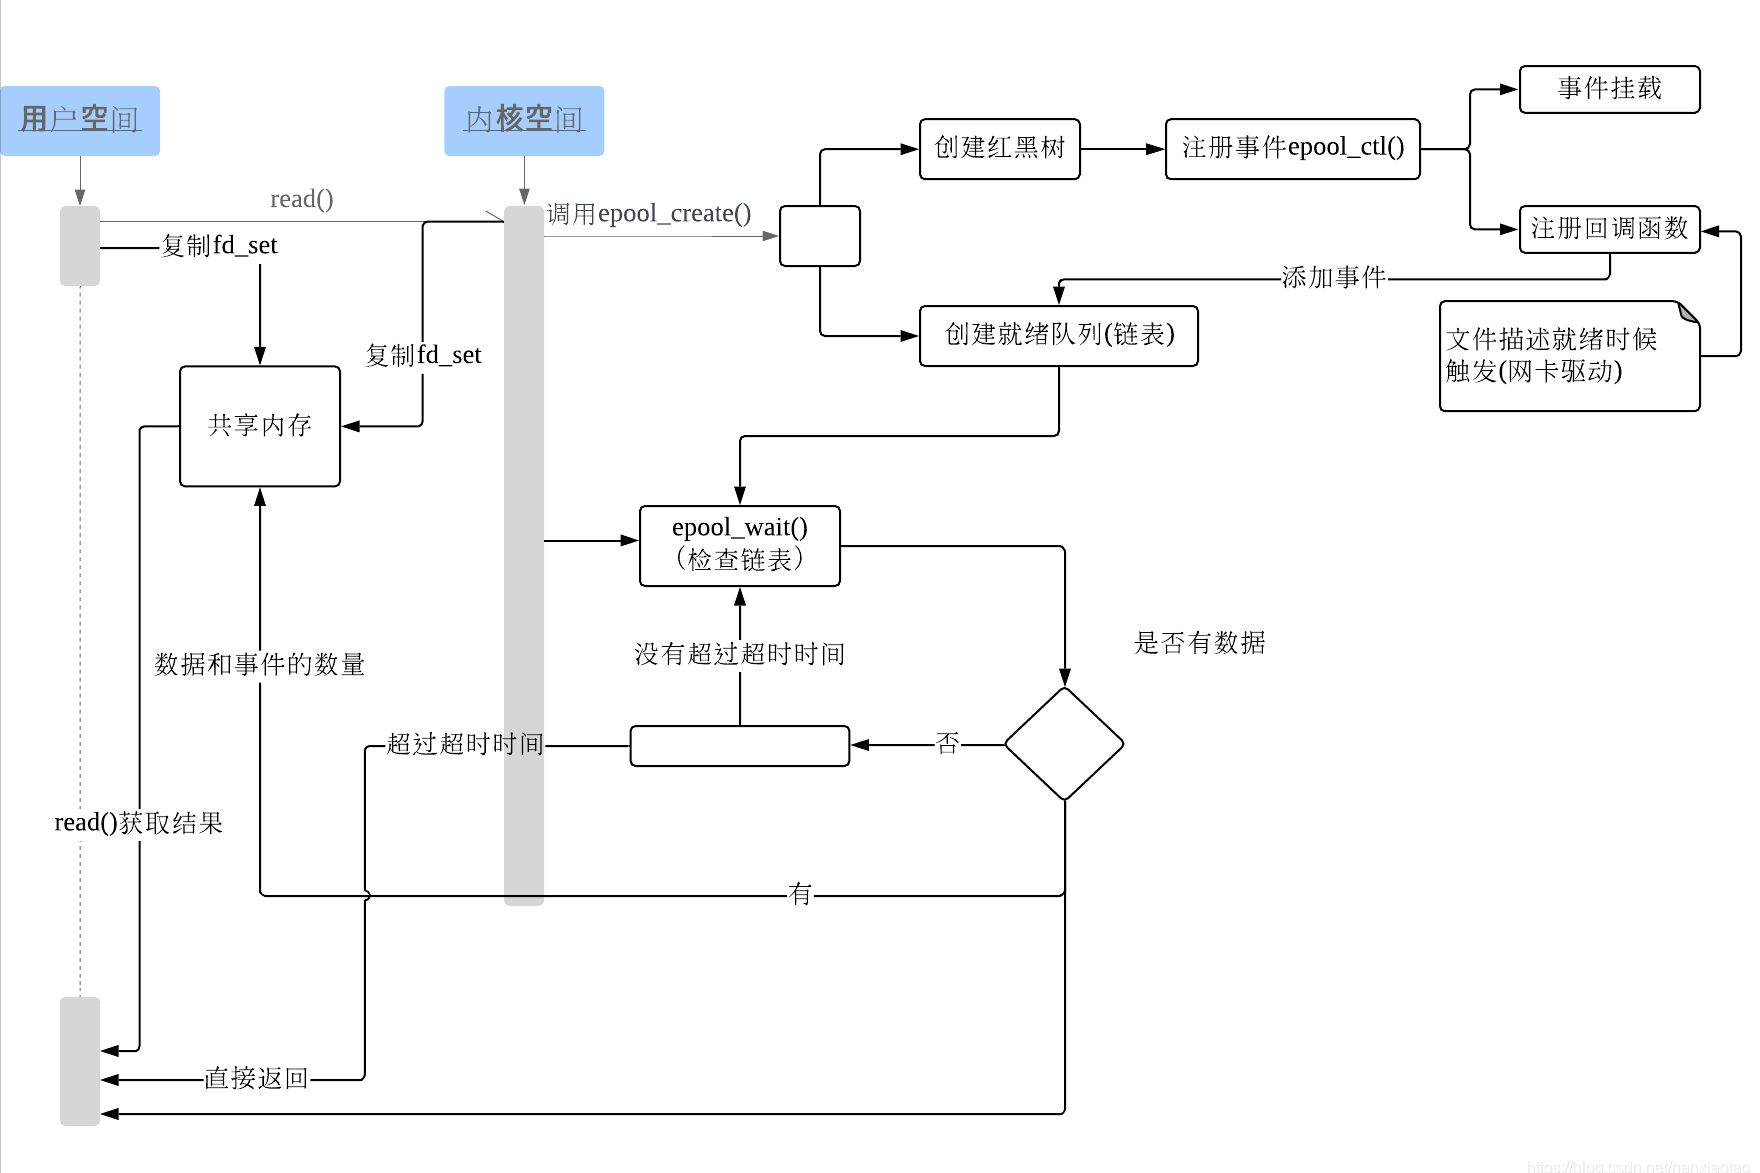 事件挂载
用户空间
内核空间
创建红黑树
注册事件epool_ctl()
read()
调用epool_create()
注册回调函数
复制fd_set
添加事件
创建就绪队列(链表)
文件描述就绪时候
触发(网卡驱动)
复制fd_set
共享内存
epool_wait()
（检查链表）
是否有数据
没有超过超时时间
数据和事件的数量
超过超时时间
否
read()获取结果
有
直接返回
https://blog.csdn.net/nanxiaotao